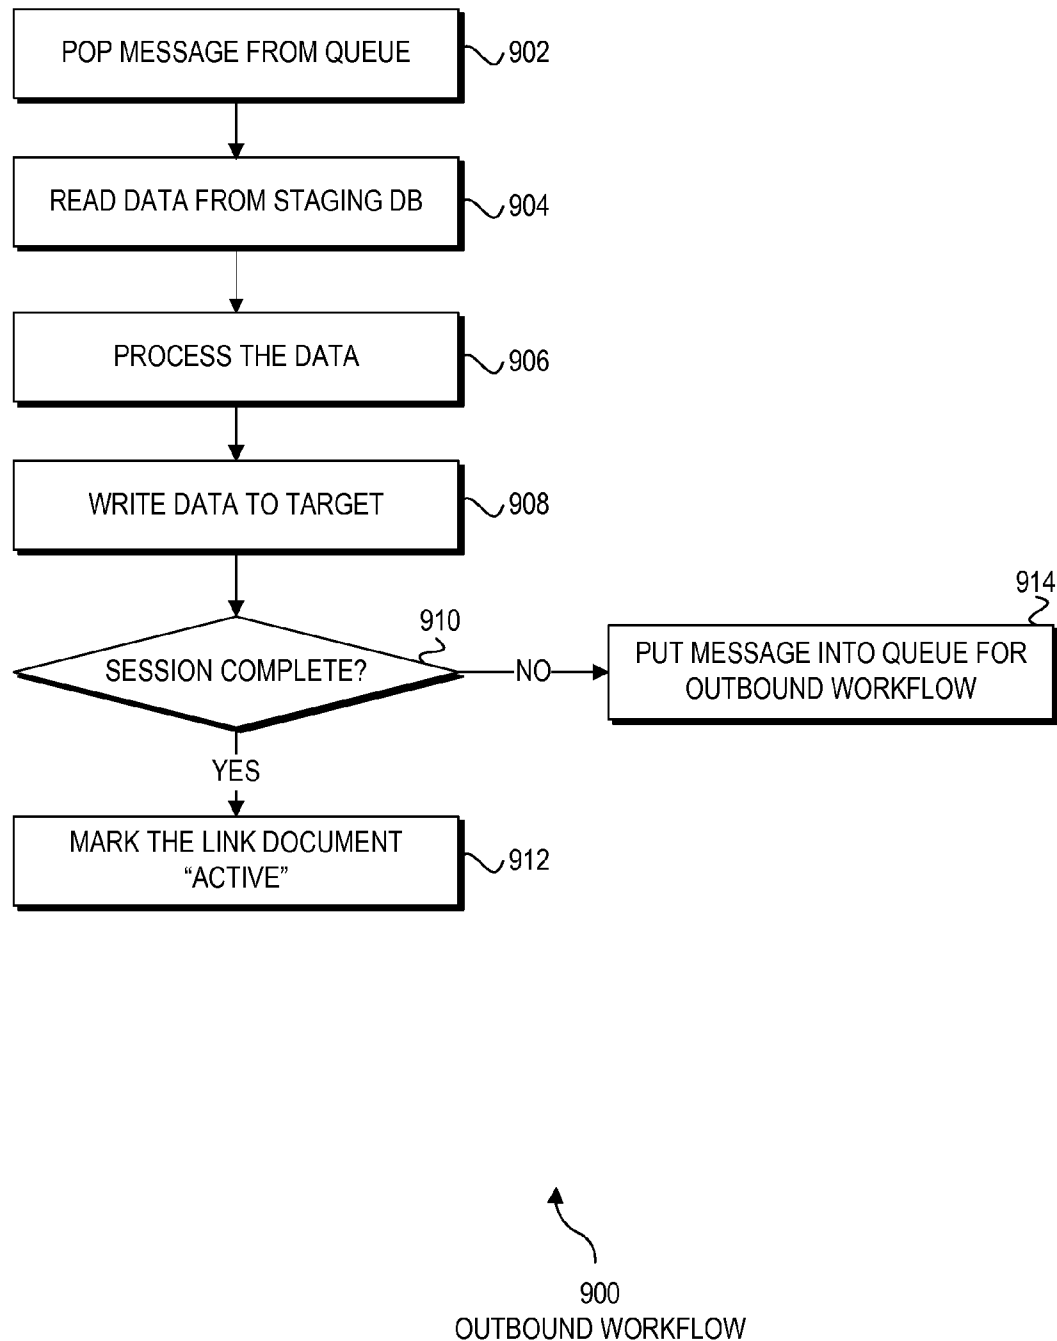 POP MESSAGE FROM QUEUE
902
READ DATA FROM STAGING DB
904
PROCESS THE DATA
906
WRITE DATA TO TARGET
908
910
SESSION COMPLETE?
NO
914
PUT MESSAGE INTO QUEUE FOR
OUTBOUND WORKFLOW
YES
MARK THE LINK DOCUMENT
“ACTIVE”
912
900
OUTBOUND WORKFLOW